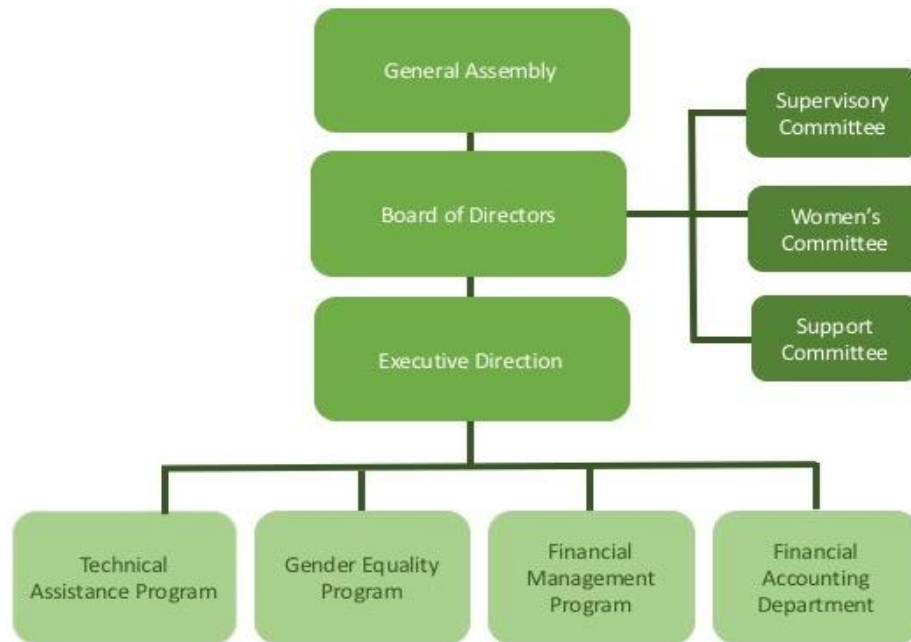 General Assembly
Supervisory
Committee
Board of Directors
Women's
Committee
Support
Committee
Executive Direction
Technical
Assistance Program
Gender Equality
Program
Financial
Management
Program
Financial
Accounting
Department